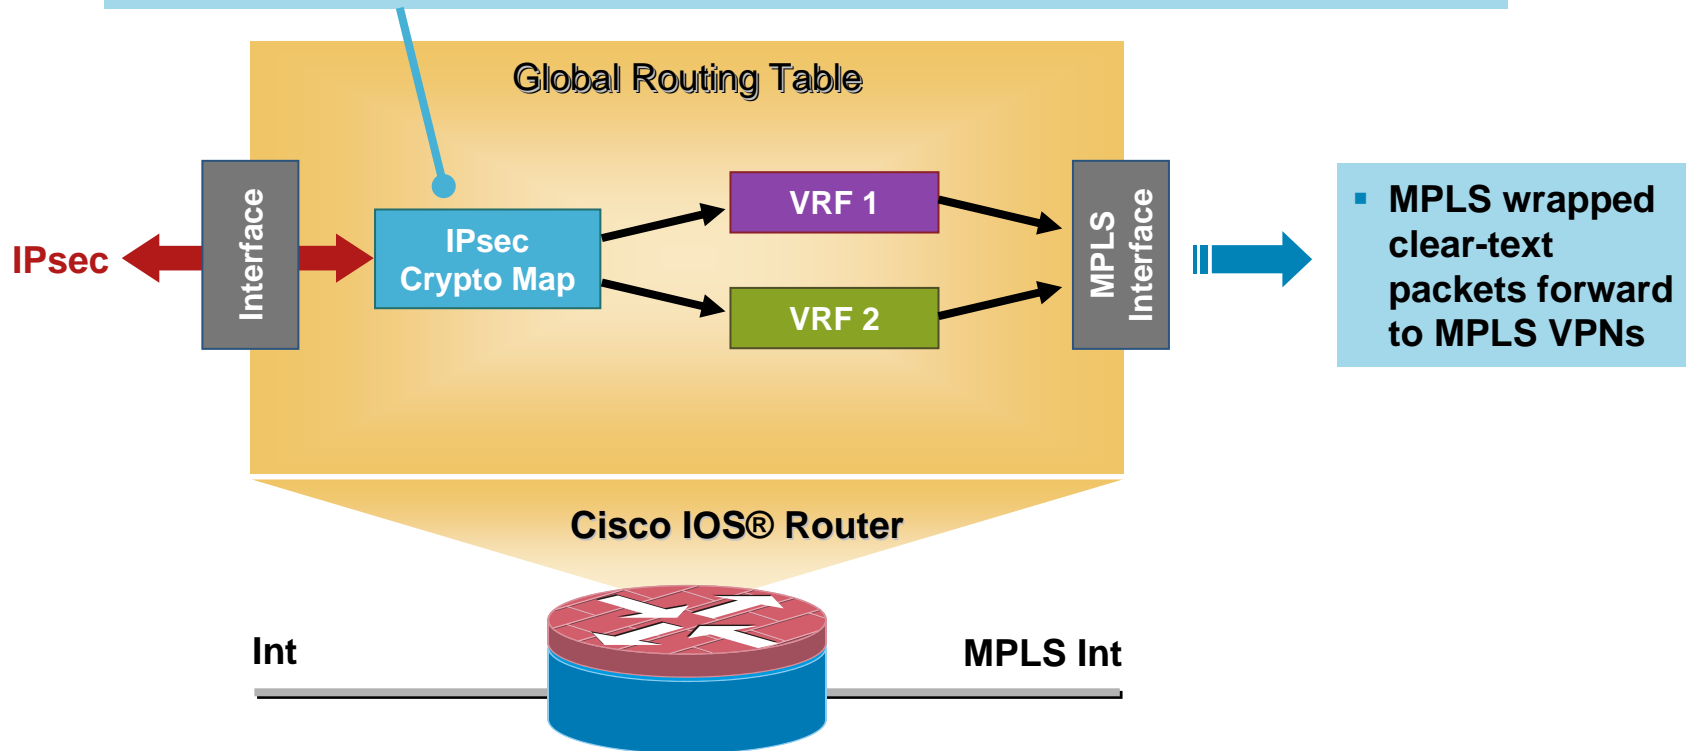 Global Routing Table
IPsec
Interface
IPsec
Crypto Map
VRF 1
VRF 2
MPLS
Interface
▪ MPLS wrapped
clear-text
packets forward
to MPLS VPNs
Cisco IOS® Router
Int
MPLS Int